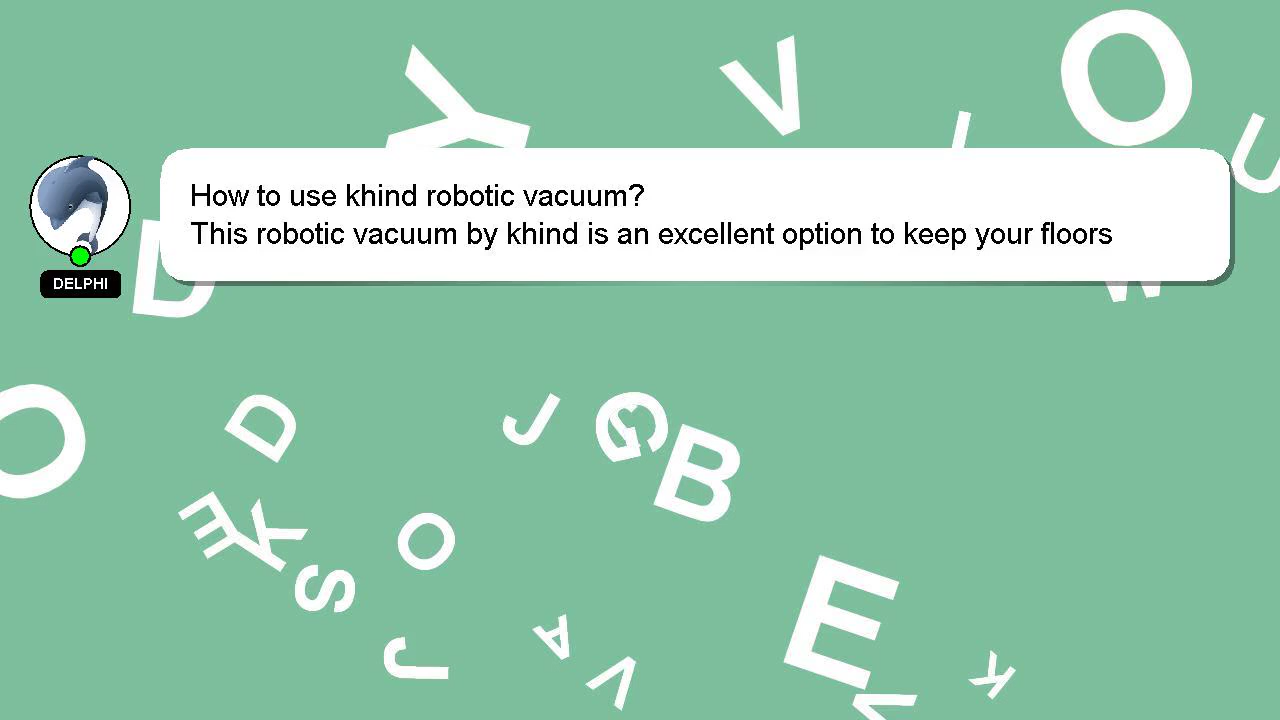 Y
V
O
U
How to use khind robotic vacuum?
This robotic vacuum by khind is an excellent option to keep your floors
DELPHI
D
W
O
D
J
G
B
E
K
O
S
E
J
A
V
K
V